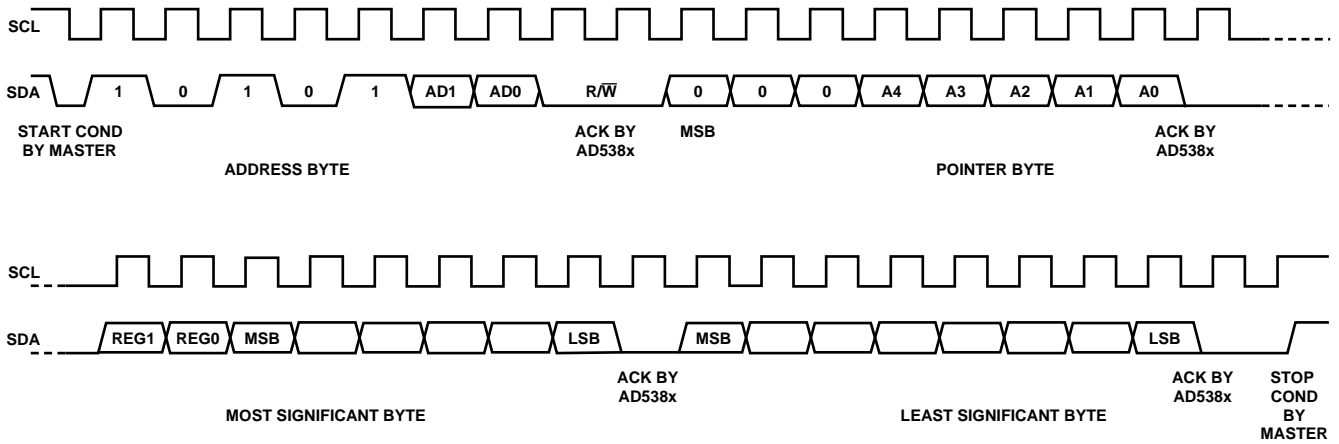 SCL
SDA 1 0 1 0 1 AD1 AD0 R/W̅ 0 0 0 A4 A3 A2 A1 A0
START COND
BY MASTER
ACK BY
AD538x
MSB
ACK BY
AD538x
ADDRESS BYTE
POINTER BYTE
SCL
SDA REG1 REG0 MSB LSB MSB LSB
ACK BY
AD538x
ACK BY
AD538x
STOP
COND
BY
MASTER
MOST SIGNIFICANT BYTE
LEAST SIGNIFICANT BYTE